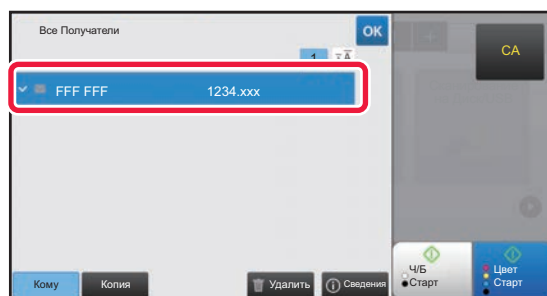 Все Получатели
OK
1
CA
FFF FFF 1234.xxx
Кому
Копия
Удалить
Сведения
Ч/Б
Старт
Цвет
Старт